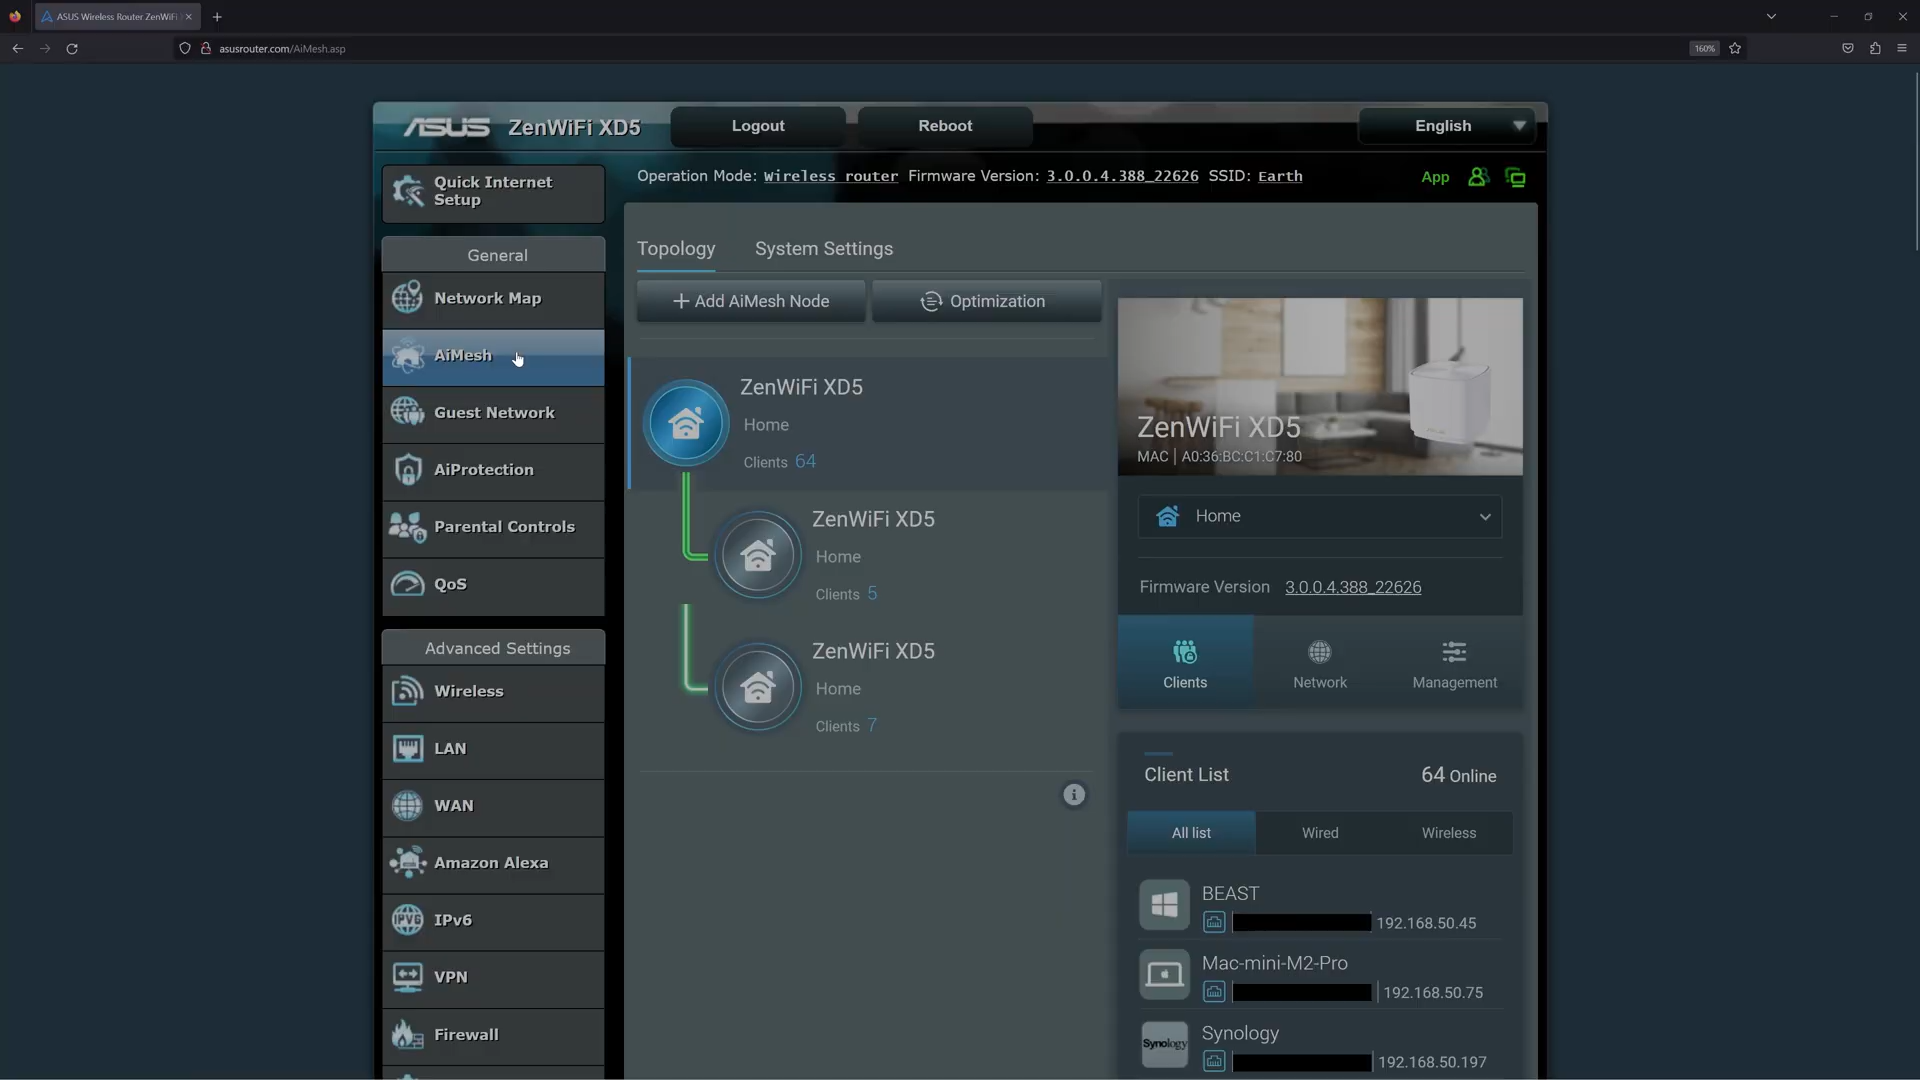 ASUS Wireless Router ZenWiFi
asusrouter.com/AiMesh.asp
160%
ASUS ZenWiFi XD5
Logout
Reboot
English
Quick Internet
Setup
Operation Mode: Wireless router Firmware Version: 3.0.0.4.388_22626 SSID: Earth
App
General
Network Map
AiMesh
Guest Network
AiProtection
Parental Controls
QoS
Advanced Settings
Wireless
LAN
WAN
Amazon Alexa
IPV6
IPv6
VPN
Firewall
Topology
System Settings
+ Add AiMesh Node
Optimization
ZenWiFi XD5
Home
Clients 64
ZenWiFi XD5
Home
Clients 5
ZenWiFi XD5
Home
Clients 7
ZenWiFi XD5
MAC | A0:36:BC:C1:C7:80
Home
Firmware Version 3.0.0.4.388_22626
Clients
Network
Management
Client List
64 Online
All list
Wired
Wireless
BEAST
192.168.50.45
Mac-mini-M2-Pro
192.168.50.75
Synology
Synology
192.168.50.197